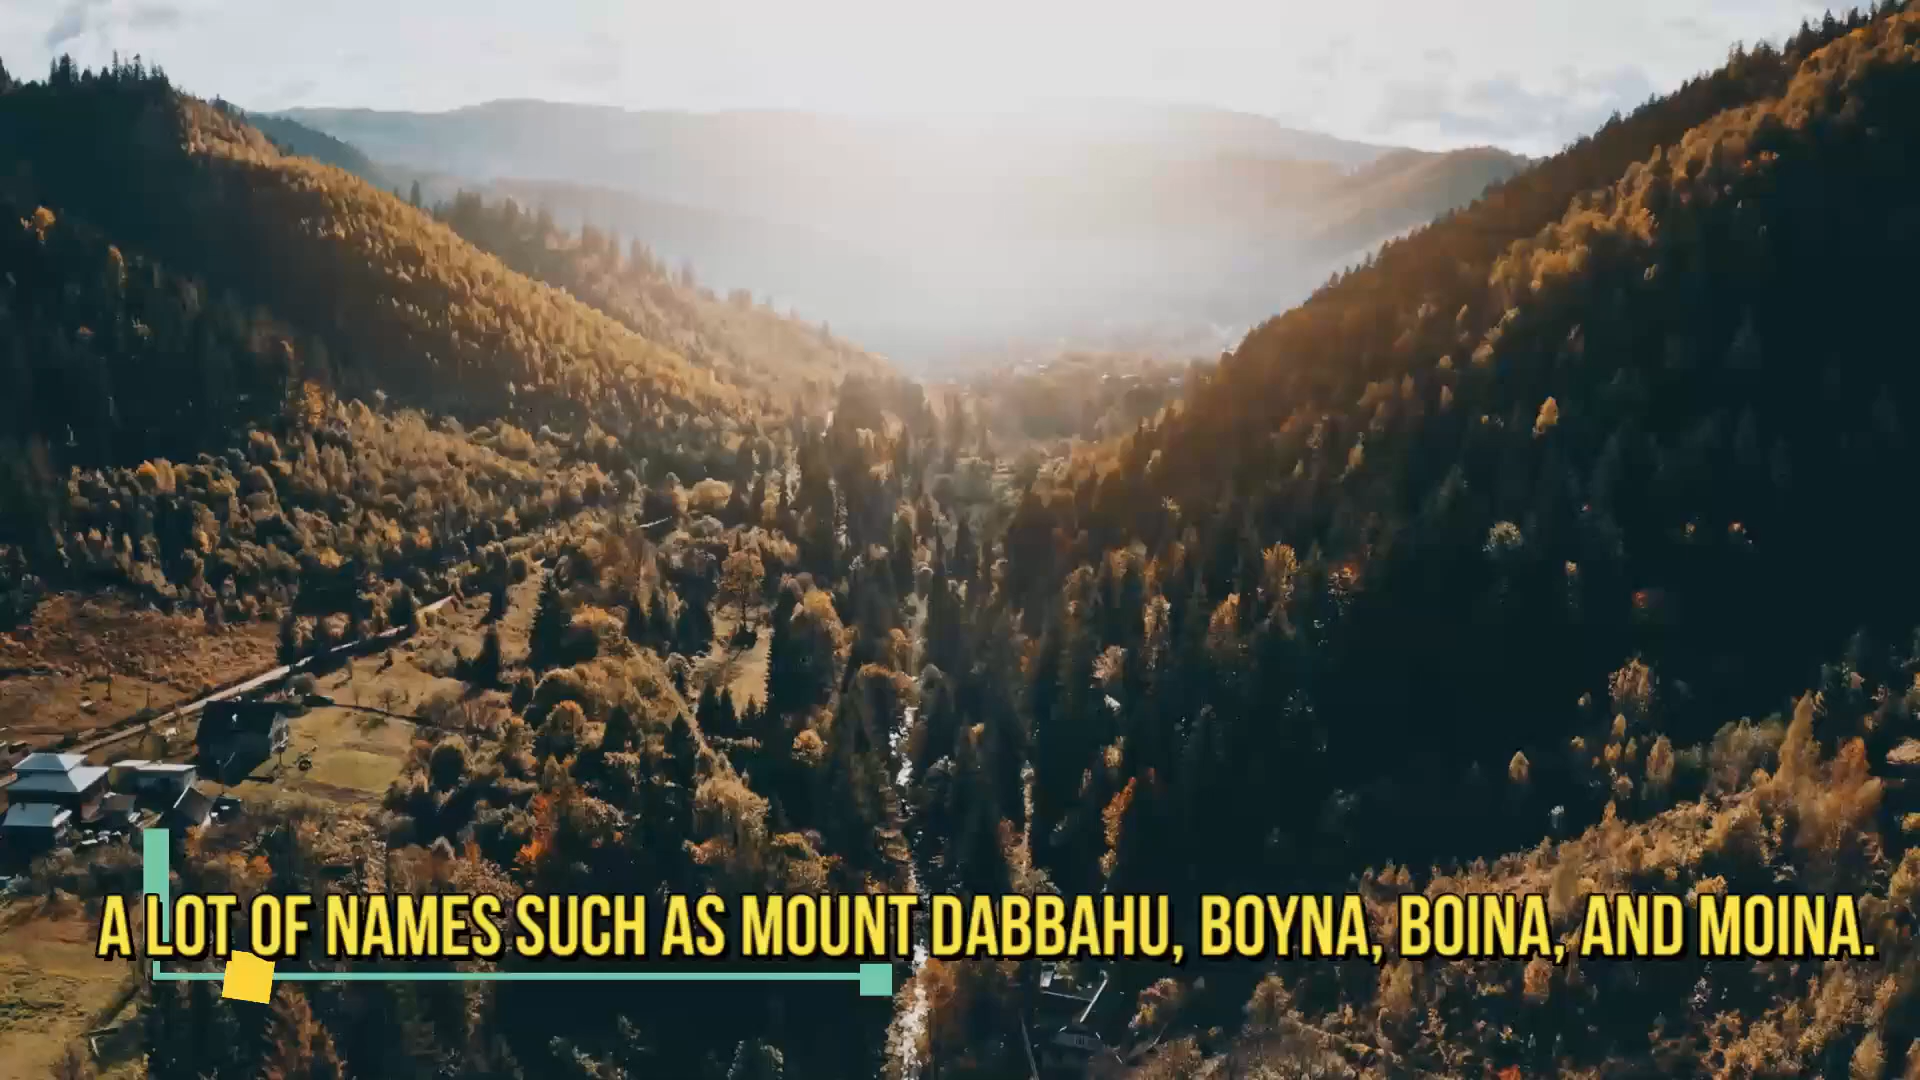 A LOT OF NAMES SUCH AS MOUNT DABBAHU, BOYNA, BOINA, AND MOINA.